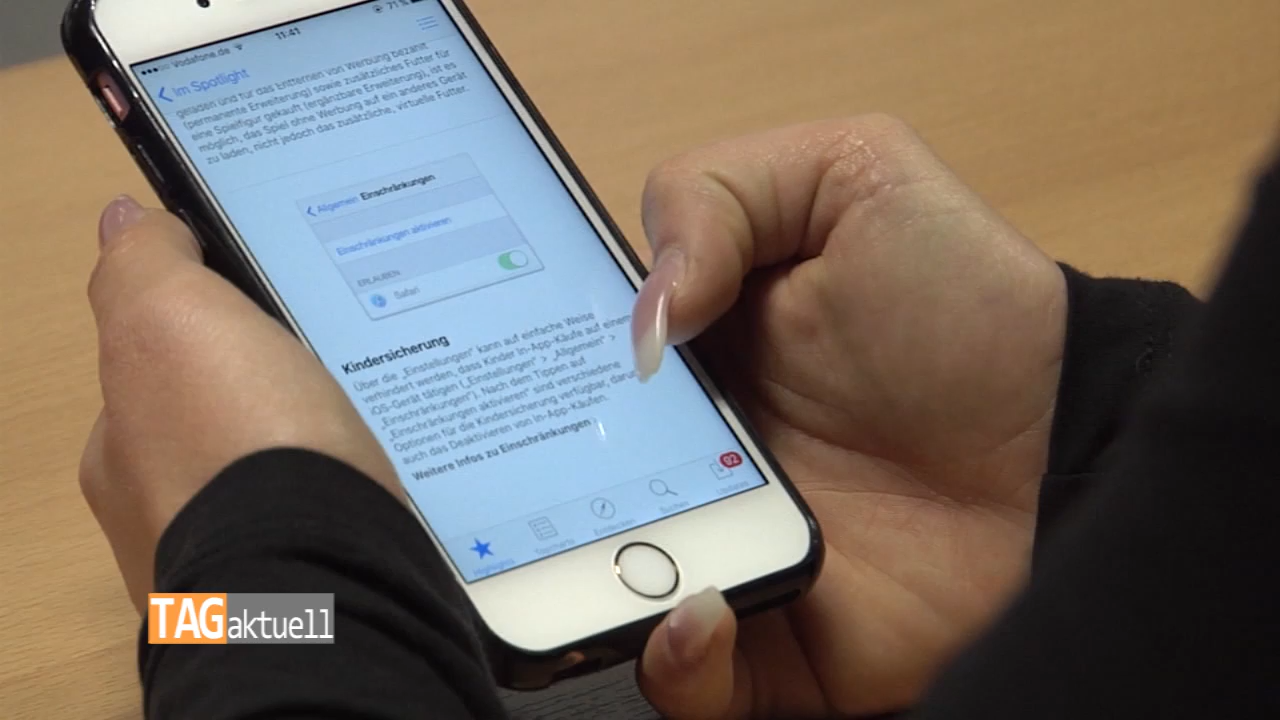 Vodafone.de
11:41
71 %
Im Spotlight
geladen und für das Entfernen von Werbung bezahlt
(permanente Erweiterung) sowie zusätzliches Futter für
eine Spielfigur gekauft (ergänzbare Erweiterung), ist es
möglich, das Spiel ohne Werbung auf ein anderes Gerät
zu laden, nicht jedoch das zusätzliche, virtuelle Futter.
Allgemein Einschränkungen
Einschränkungen aktivieren
ERLAUBEN
Safari
Kindersicherung
Über die „Einstellungen“ kann auf einfache Weise
verhindert werden, dass Kinder In-App-Käufe auf einem
iOS-Gerät tätigen („Einstellungen“ > „Allgemein“ >
„Einschränkungen“). Nach dem Tippen auf
„Einschränkungen aktivieren“ sind verschiedene
Optionen für die Kindersicherung verfügbar, daru
auch das Deaktivieren von In-App-Käufen.
Weitere Infos zu Einschränkungen
92
Highlights
Topcharts
Entdecken
Suchen
Updates
TAGaktuell